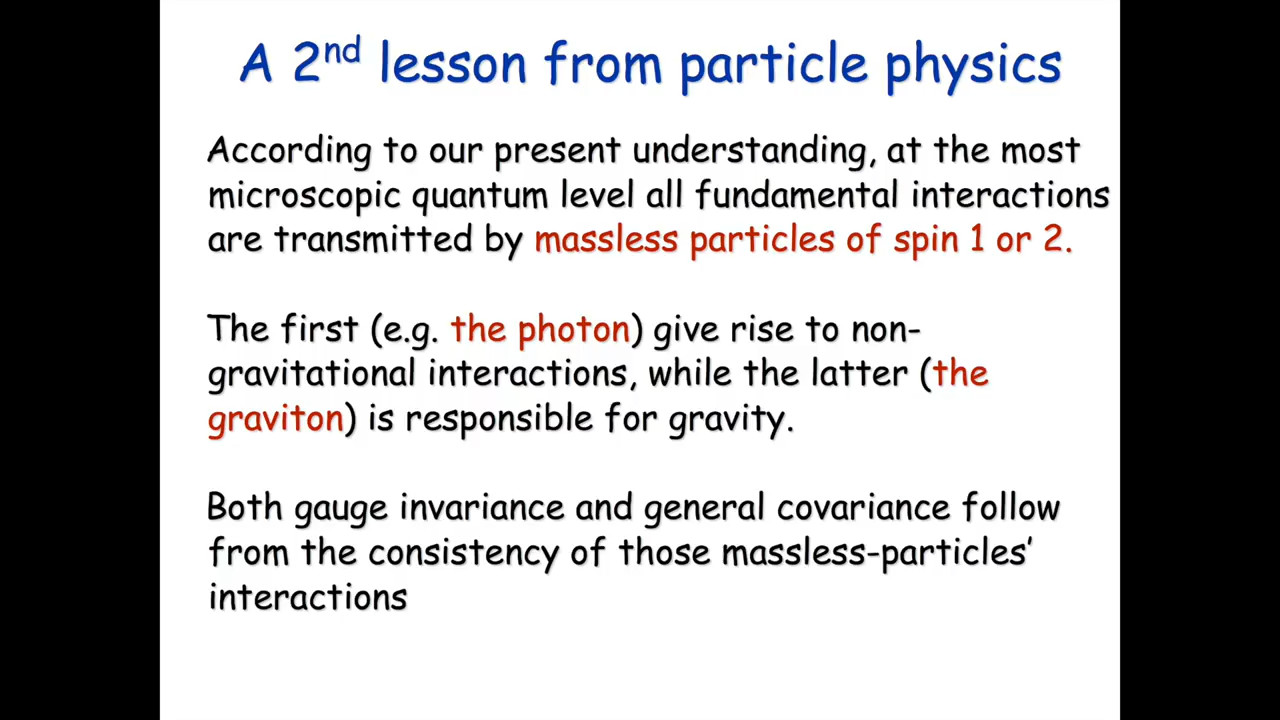 A 2nd lesson from particle physics
According to our present understanding, at the most
microscopic quantum level all fundamental interactions
are transmitted by massless particles of spin 1 or 2.
The first (e.g. the photon) give rise to non-
gravitational interactions, while the latter (the
graviton) is responsible for gravity.
Both gauge invariance and general covariance follow
from the consistency of those massless-particles’
interactions